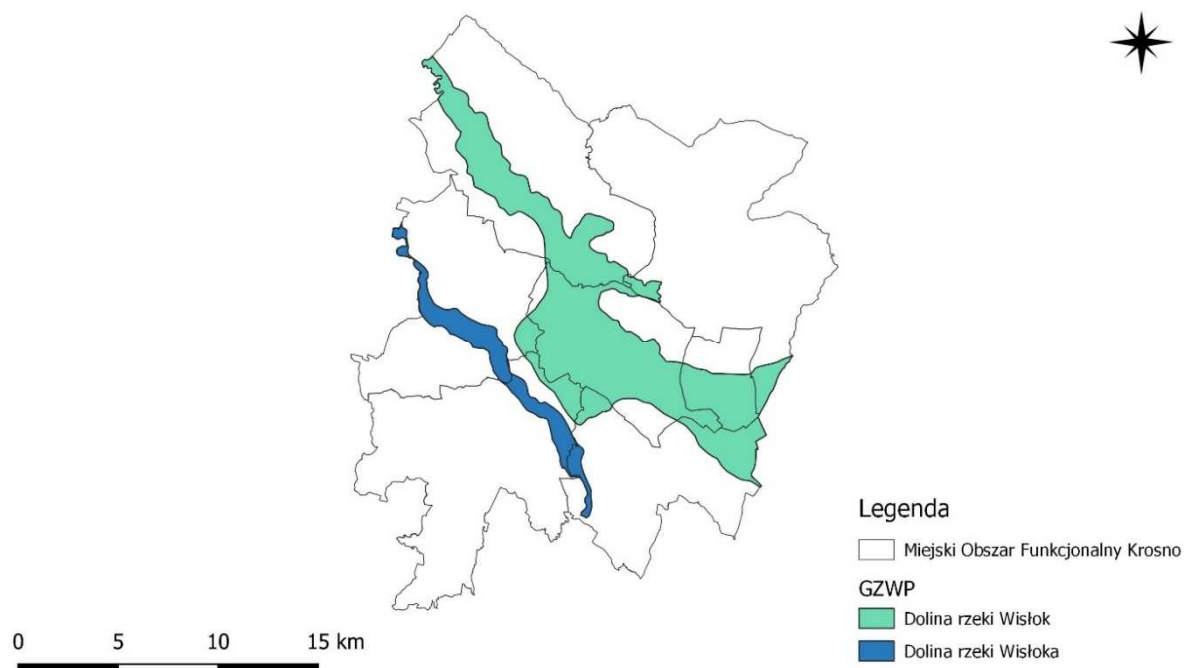 Legenda
Miejski Obszar Funkcjonalny Krosno
GZWP
Dolina rzeki Wisłok
Dolina rzeki Wisłoka
0 5 10 15 km